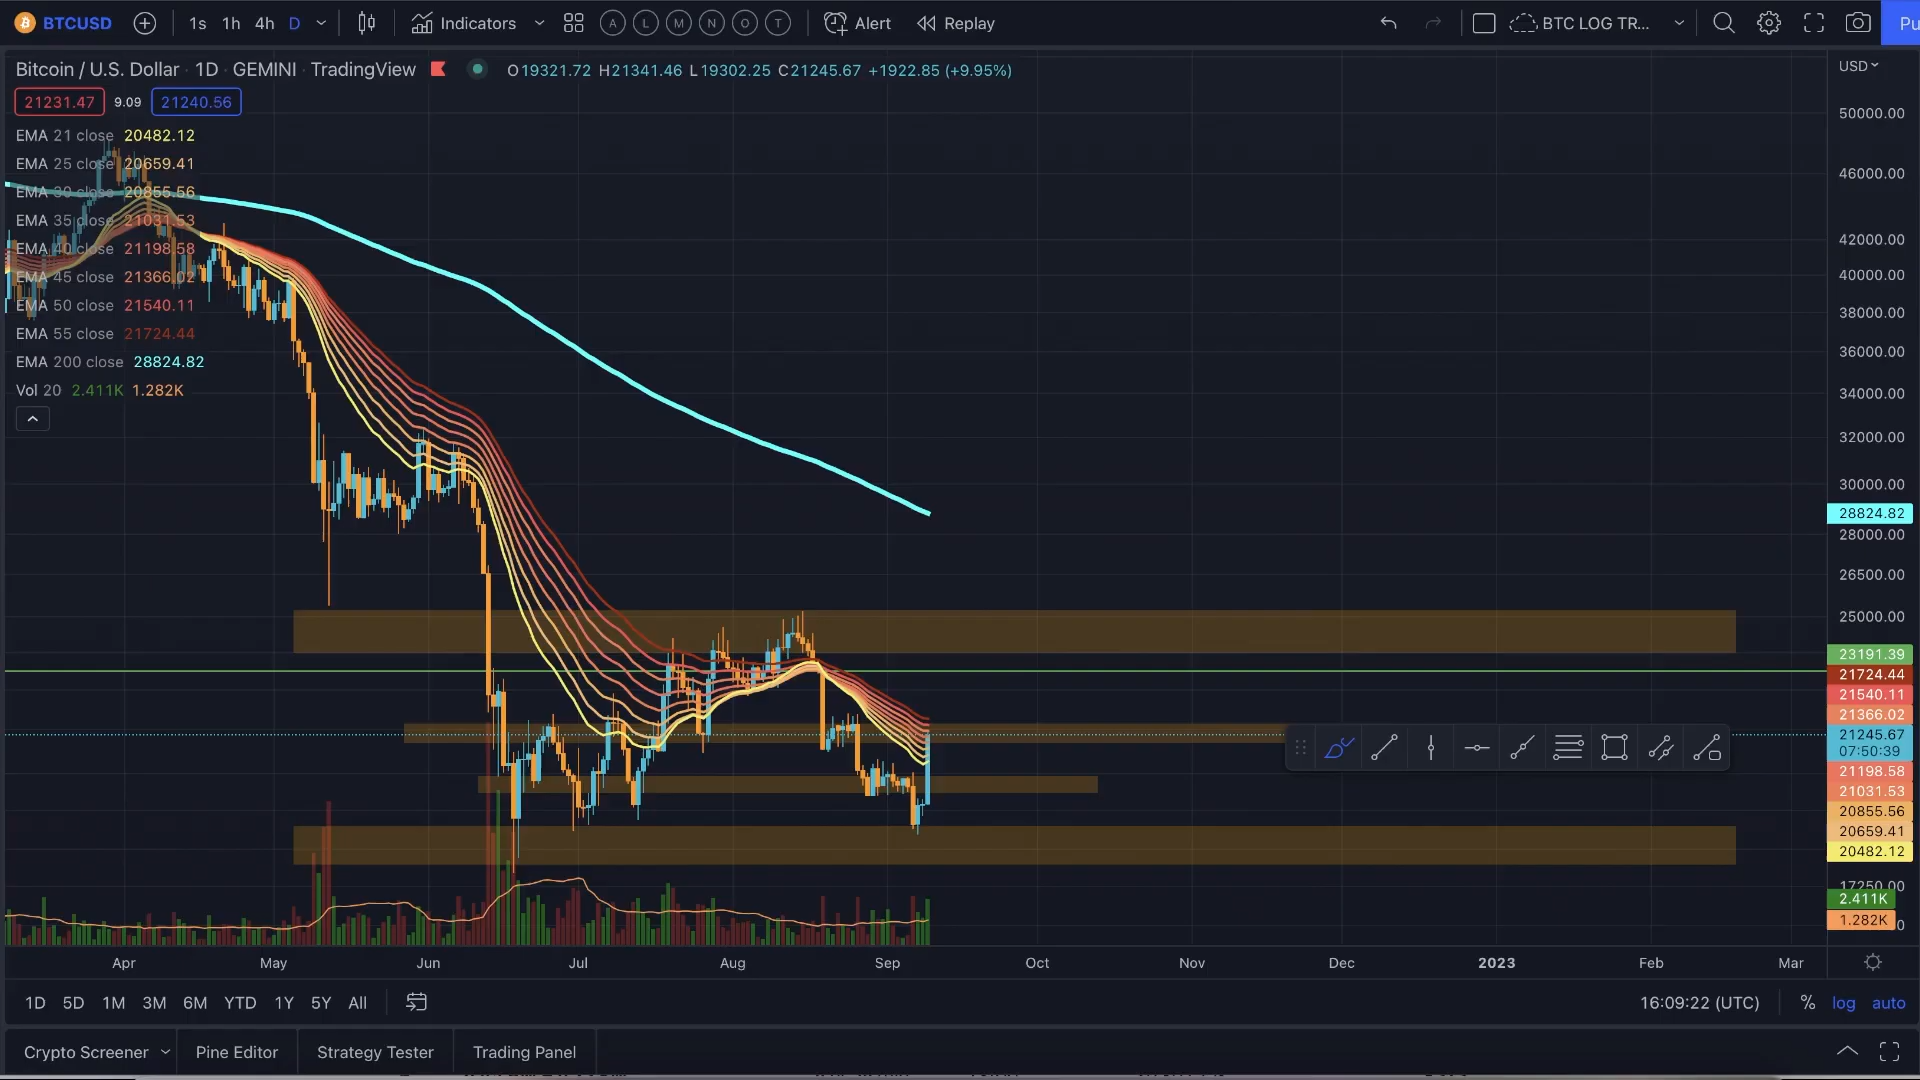 BTCUSD 1s 1h 4h D Indicators A L M N O T Alert Replay BTC LOG TR... Pu
Bitcoin / U.S. Dollar · 1D · GEMINI · TradingView O19321.72 H21341.46 L19302.25 C21245.67 +1922.85 (+9.95%)
USD
21231.47 9.09 21240.56
EMA 21 close 20482.12
EMA 25 close 20659.41
EMA 30 close 20855.56
EMA 35 close 21031.53
EMA 40 close 21198.58
EMA 45 close 21366.02
EMA 50 close 21540.11
EMA 55 close 21724.44
EMA 200 close 28824.82
Vol 20 2.411K 1.282K
50000.00
46000.00
42000.00
40000.00
38000.00
36000.00
34000.00
32000.00
30000.00
28824.82
28000.00
26500.00
25000.00
23191.39
21724.44
21540.11
21366.02
21245.67
07:50:39
21198.58
21031.53
20855.56
20659.41
20482.12
17250.00
2.411K
1.282K
Apr May Jun Jul Aug Sep Oct Nov Dec 2023 Feb Mar
1D 5D 1M 3M 6M YTD 1Y 5Y All 16:09:22 (UTC) % log auto
Crypto Screener Pine Editor Strategy Tester Trading Panel